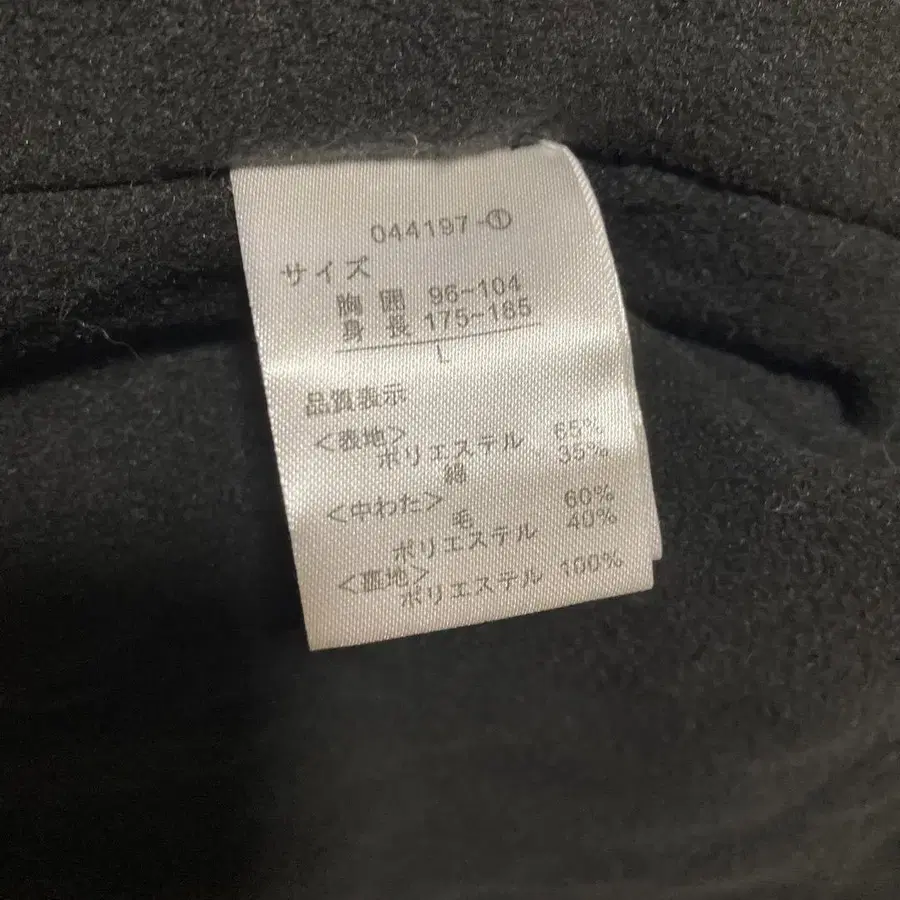 044197-①
サイズ
胸 囲 96-104
身 長 175-185
L
品質表示
<表地>
ポリエステル 65%
綿 35%
<中わた>
毛 60%
ポリエステル 40%
<裏地>
ポリエステル 100%